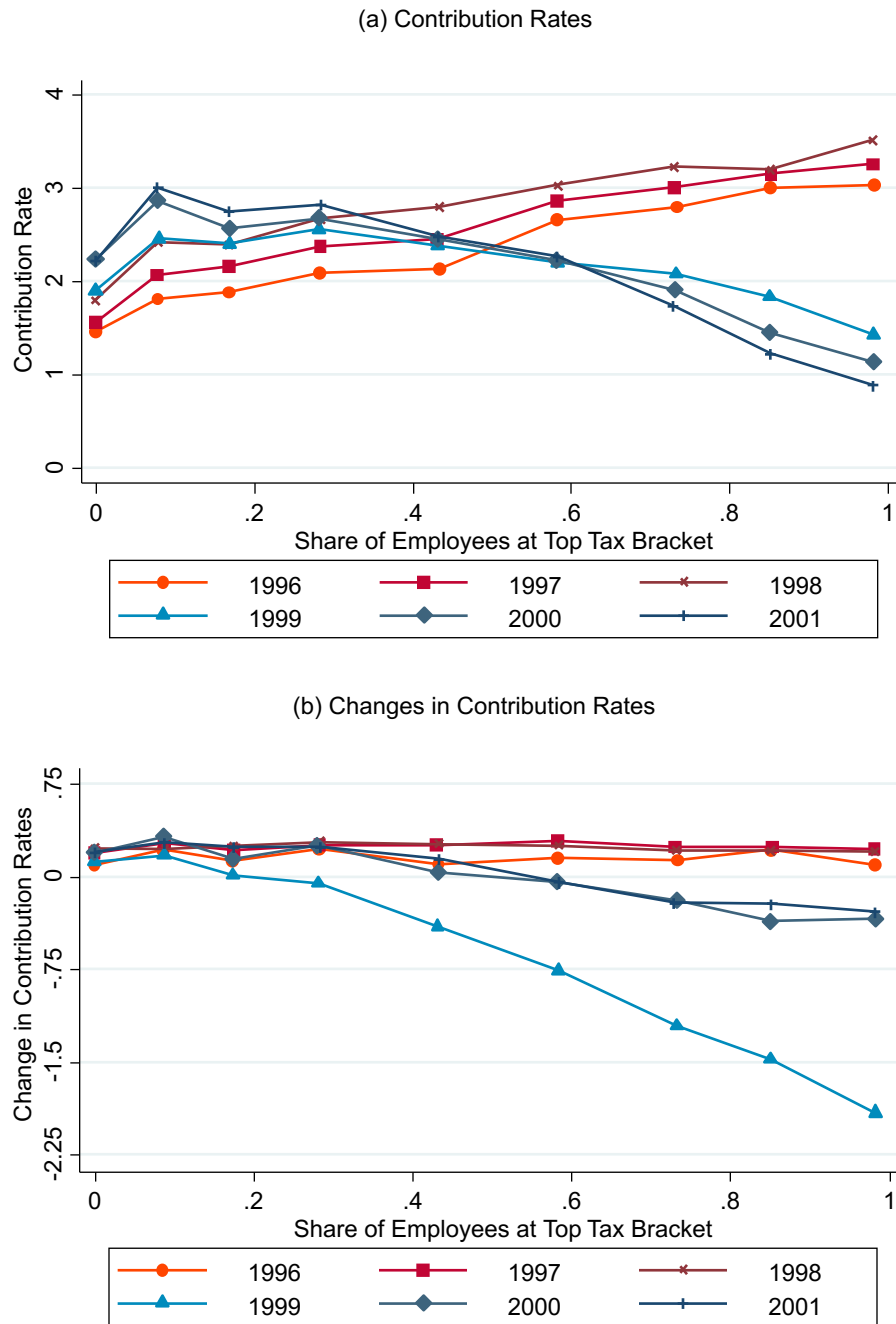 (a) Contribution Rates
Contribution Rate
4
3
2
1
0
0 .2 .4 .6 .8 1
Share of Employees at Top Tax Bracket
1996 1997 1998
1999 2000 2001
(b) Changes in Contribution Rates
Change in Contribution Rates
.75
0
-.75
-1.5
-2.25
0 .2 .4 .6 .8 1
Share of Employees at Top Tax Bracket
1996 1997 1998
1999 2000 2001